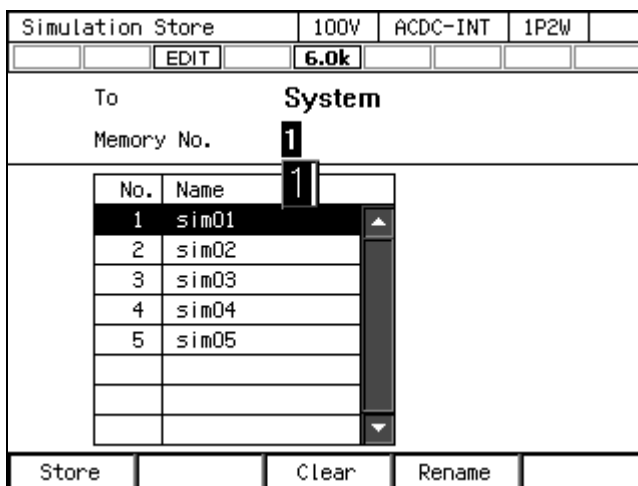 Simulation Store 100V ACDC-INT 1P2W
EDIT 6.0k
To System
Memory No. 1
1
No. Name
1 sim01
2 sim02
3 sim03
4 sim04
5 sim05
Store Clear Rename